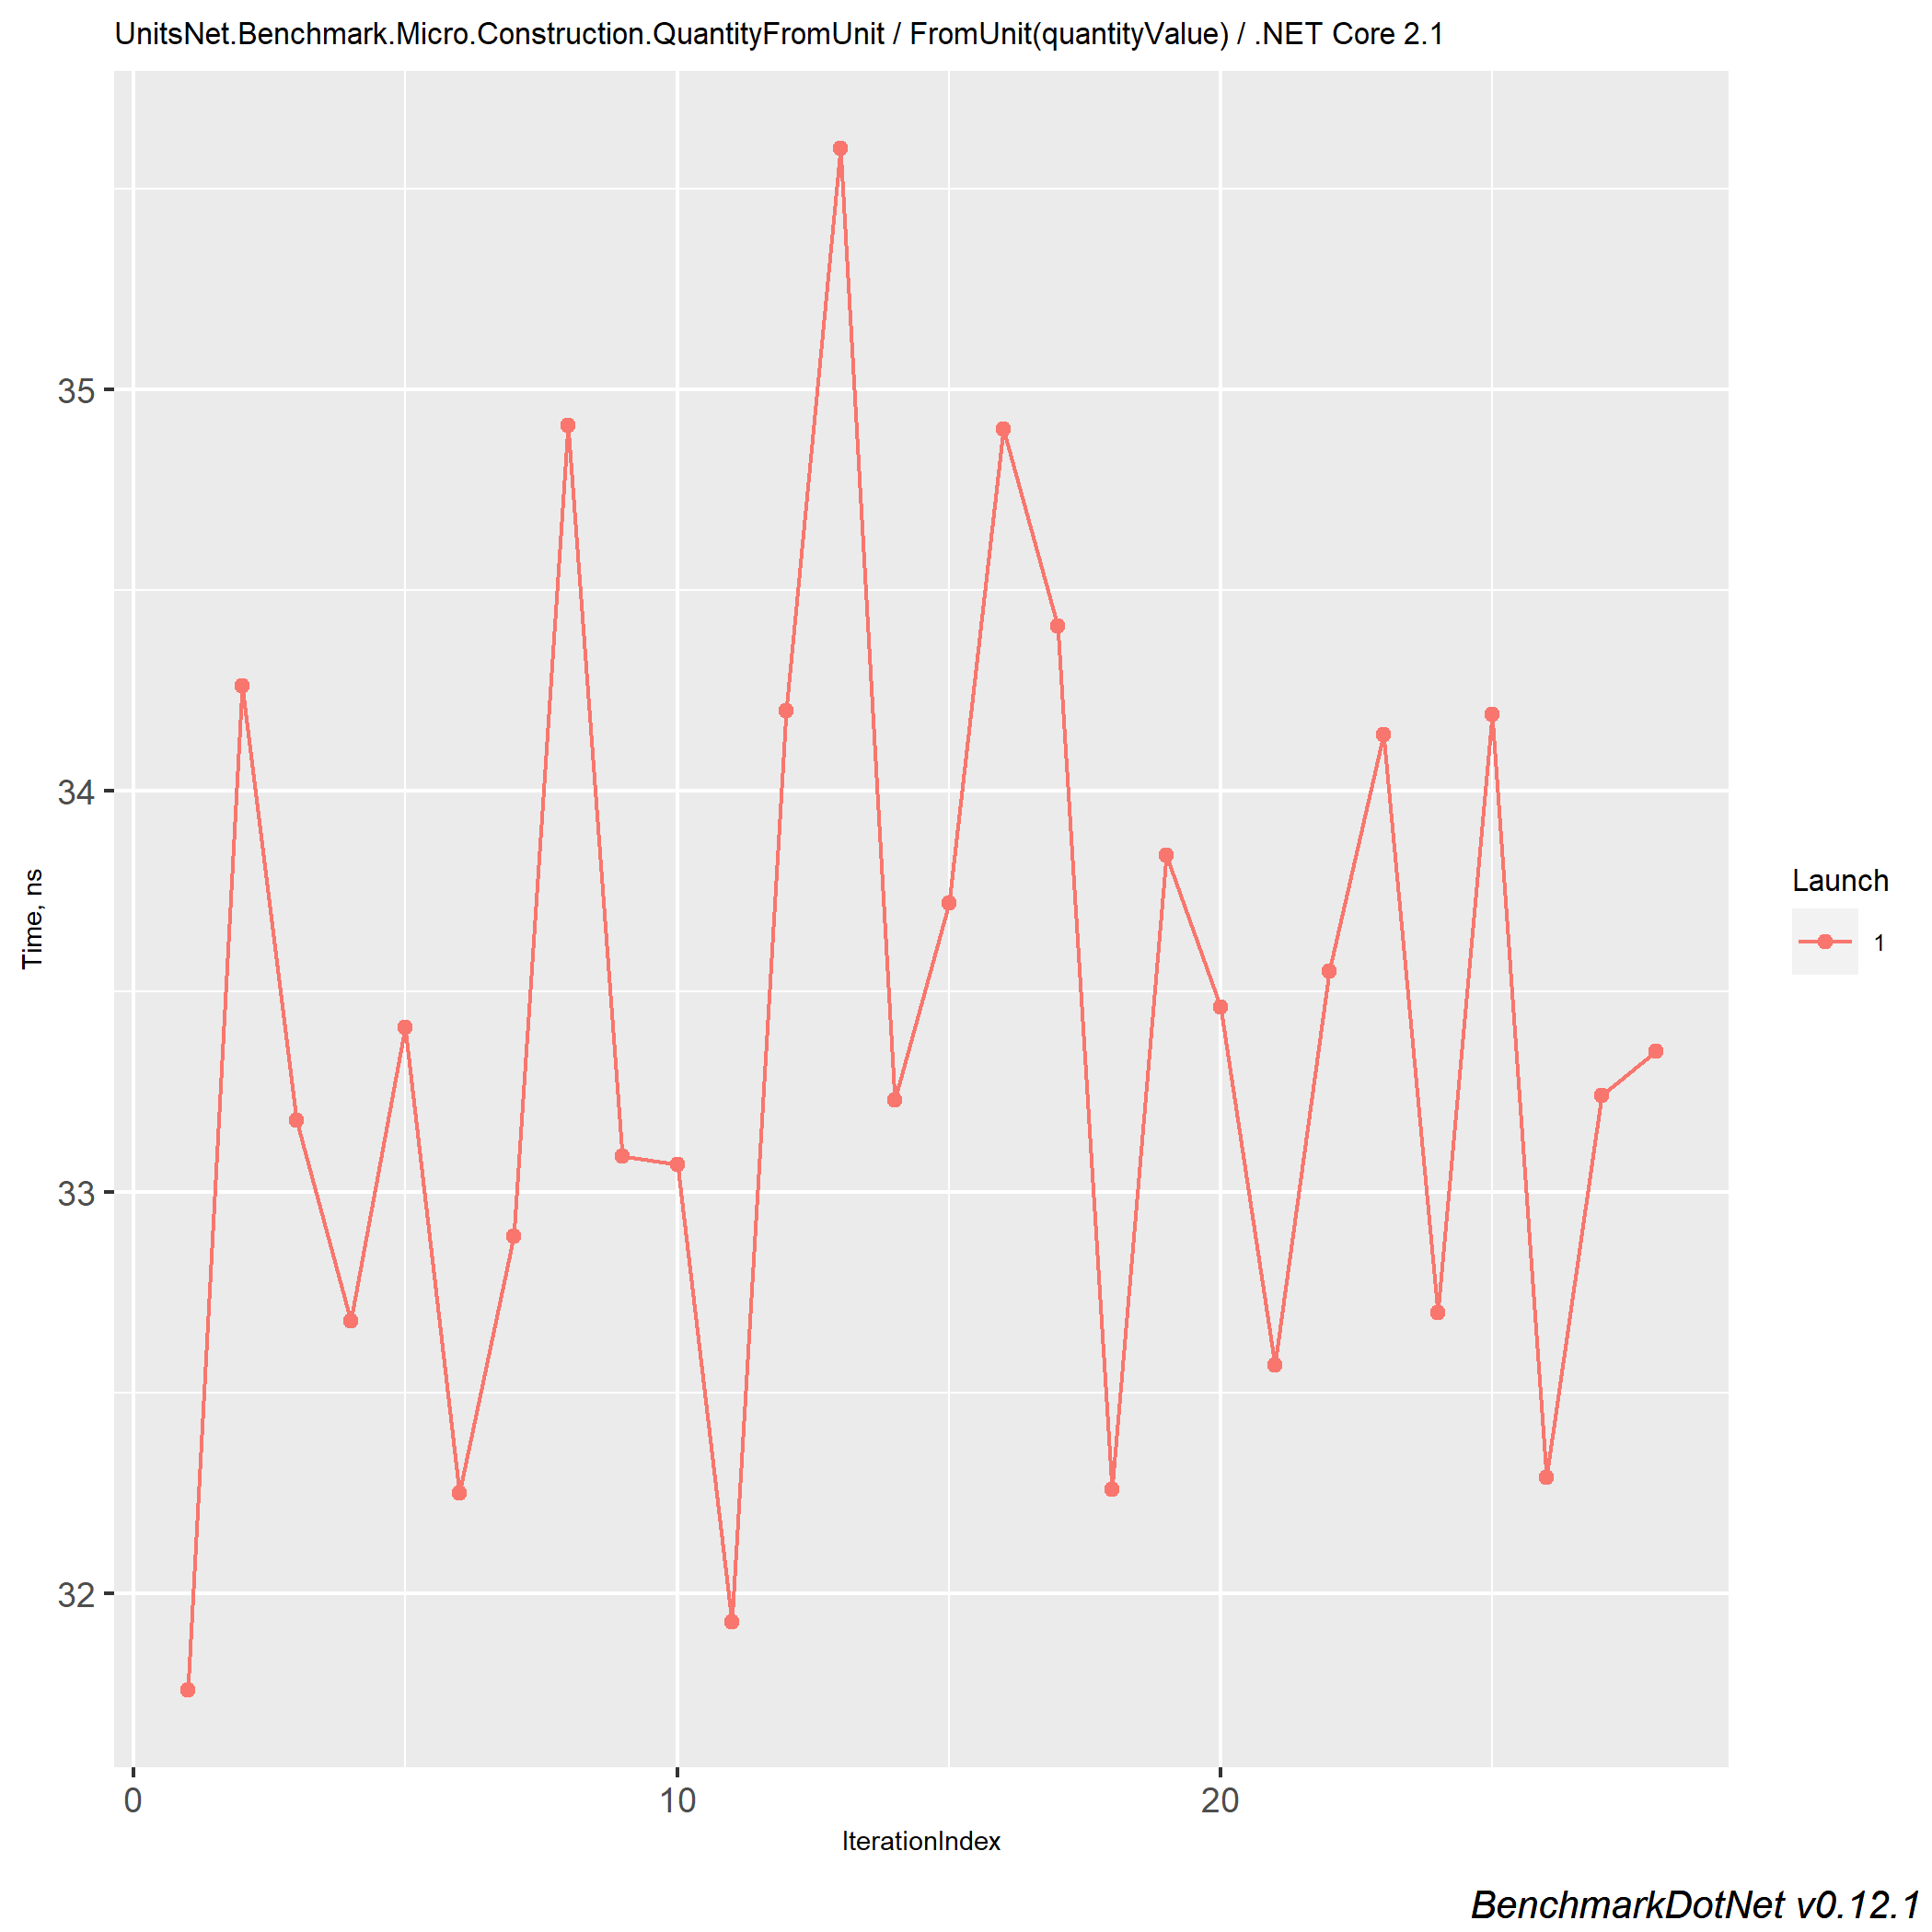 UnitsNet.Benchmark.Micro.Construction.QuantityFromUnit / FromUnit(quantityValue) / .NET Core 2.1
35
34
33
32
Time, ns
0 10 20
IterationIndex
Launch
1
BenchmarkDotNet v0.12.1